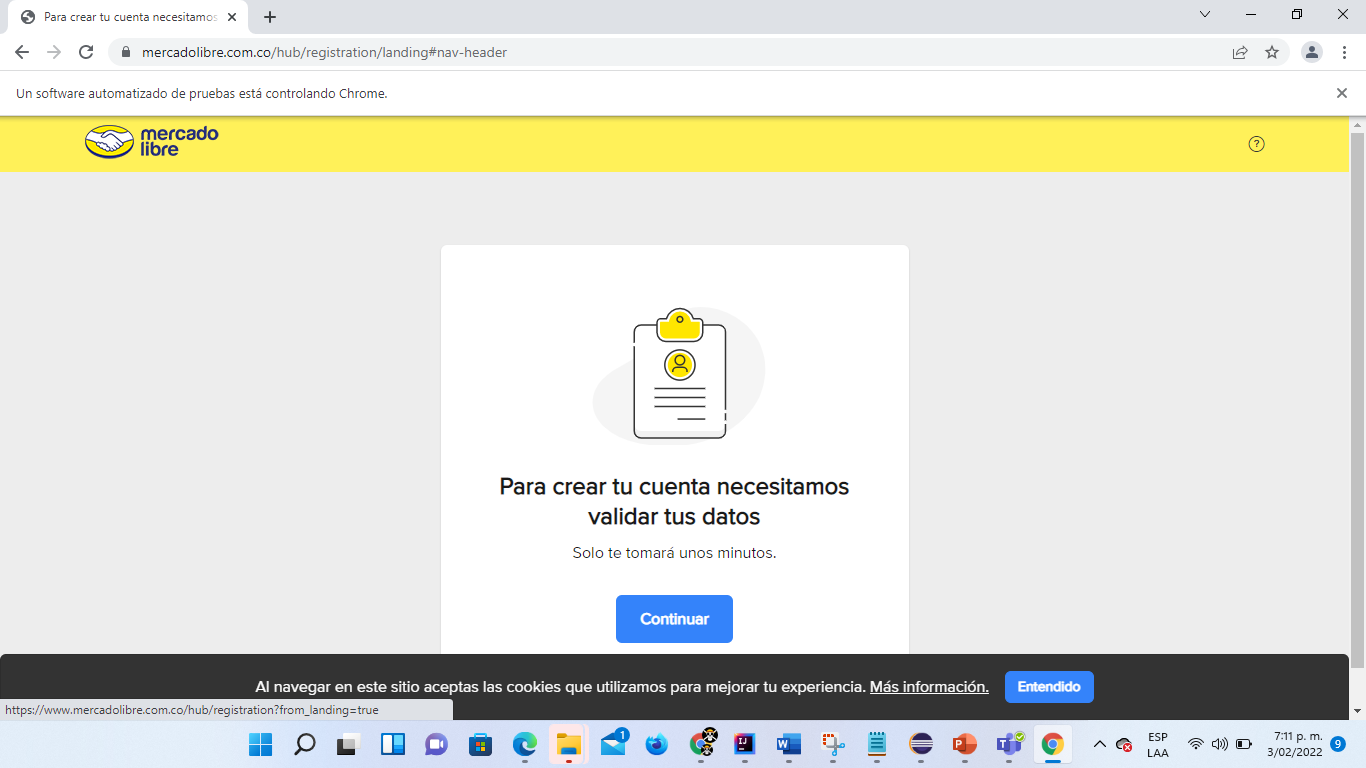 Para crear tu cuenta necesitamos
mercadolibre.com.co/hub/registration/landing#nav-header
Un software automatizado de pruebas está controlando Chrome.
mercado
libre
?
Para crear tu cuenta necesitamos
validar tus datos
Solo te tomará unos minutos.
Continuar
Al navegar en este sitio aceptas las cookies que utilizamos para mejorar tu experiencia. Más información.
Entendido
https://www.mercadolibre.com.co/hub/registration?from_landing=true
1
IJ
W
P
T
ESP
LAA
7:11 p. m.
3/02/2022
9